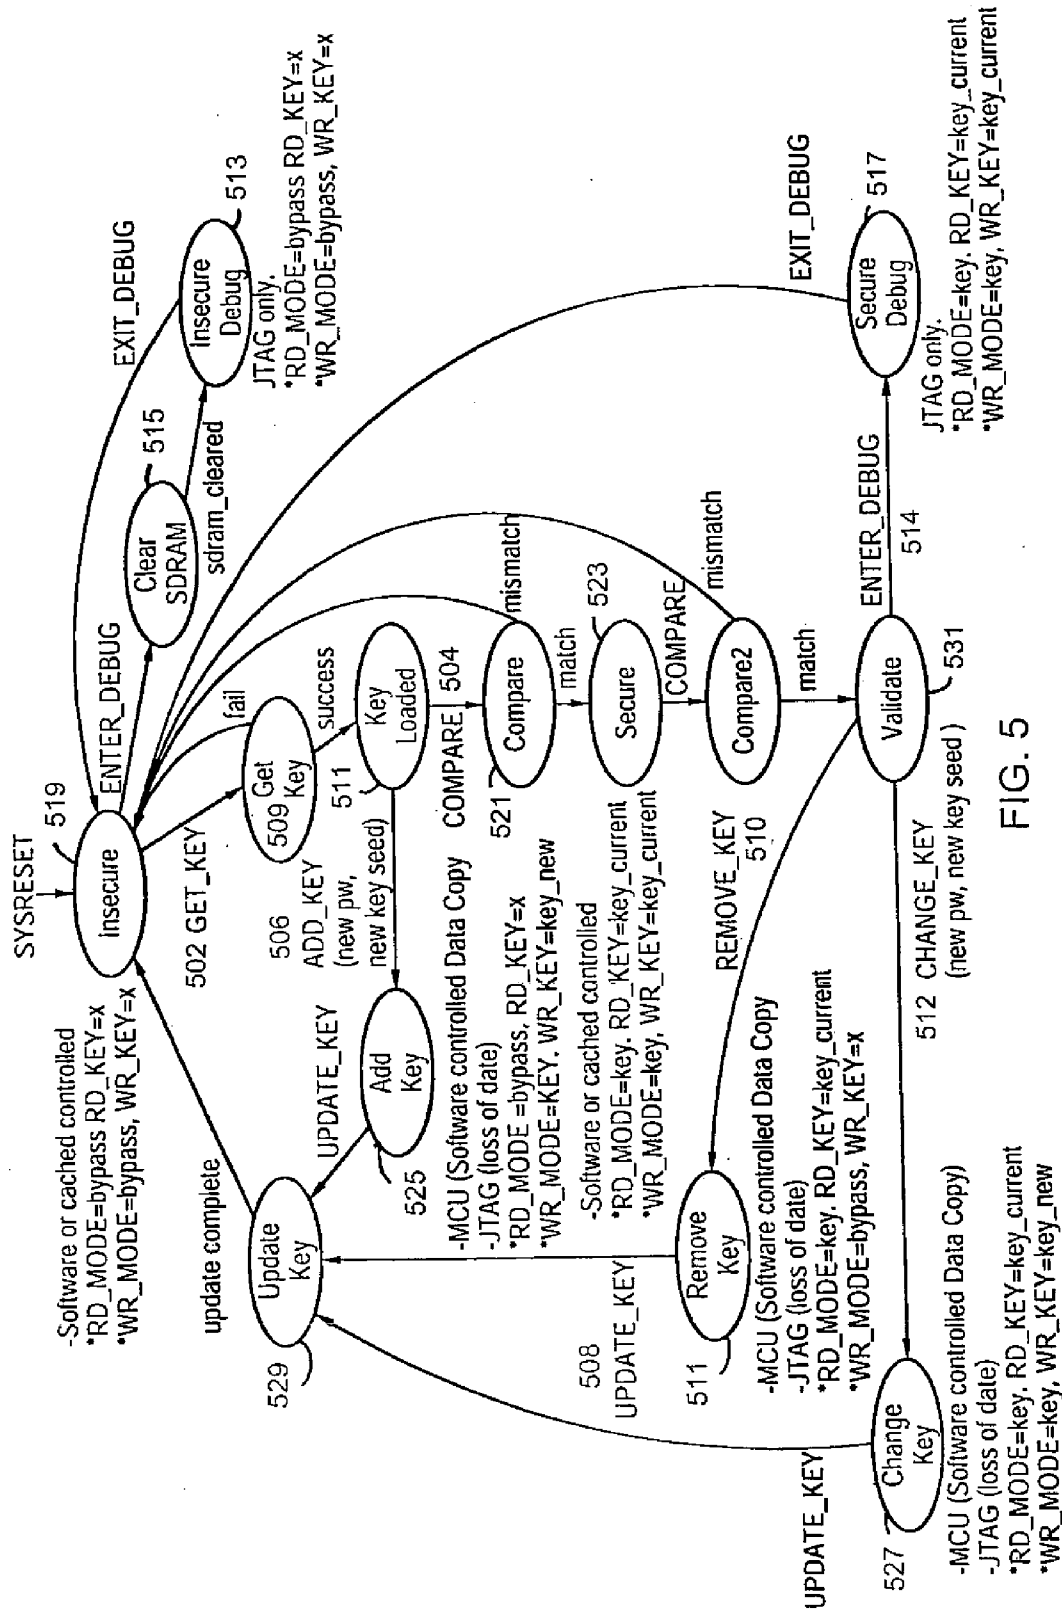 SYSRESET
519
insecure
-Software or cached controlled
*RD_MODE=bypass RD_KEY=x
*WR_MODE=bypass, WR_KEY=x
ENTER_DEBUG
EXIT_DEBUG
Clear
SDRAM
515
sdram_cleared
Insecure
Debug
513
JTAG only.
*RD_MODE=bypass RD_KEY=x
*WR_MODE=bypass, WR_KEY=x
update complete
502 GET_KEY
fail
509 Get
Key
success
Key
Loaded
511
506
ADD_KEY
(new pw,
new key seed)
COMPARE 504
Update
Key
529
UPDATE_KEY
Add
Key
525
-MCU (Software controlled Data Copy
-JTAG (loss of date)
*RD_MODE =bypass, RD_KEY=x
*WR_MODE=KEY. WR_KEY=key_new
521
Compare
mismatch
match
-Software or cached controlled
*RD_MODE=key. RD_KEY=key_current
*WR_MODE=key, WR_KEY=key_current
Secure
523
COMPARE
Compare2
mismatch
match
508
UPDATE_KEY
511
Remove
Key
-MCU (Software controlled Data Copy
-JTAG (loss of date)
*RD_MODE=key. RD_KEY=key_current
*WR_MODE=bypass, WR_KEY=x
REMOVE_KEY
510
Validate
531
ENTER_DEBUG
514
Secure
Debug
517
EXIT_DEBUG
JTAG only.
*RD_MODE=key. RD_KEY=key_current
*WR_MODE=key, WR_KEY=key_current
512 CHANGE_KEY
(new pw, new key seed)
UPDATE_KEY
Change
Key
527
-MCU (Software controlled Data Copy)
-JTAG (loss of date)
*RD_MODE=key. RD_KEY=key_current
*WR_MODE=key, WR_KEY=key_new
FIG. 5